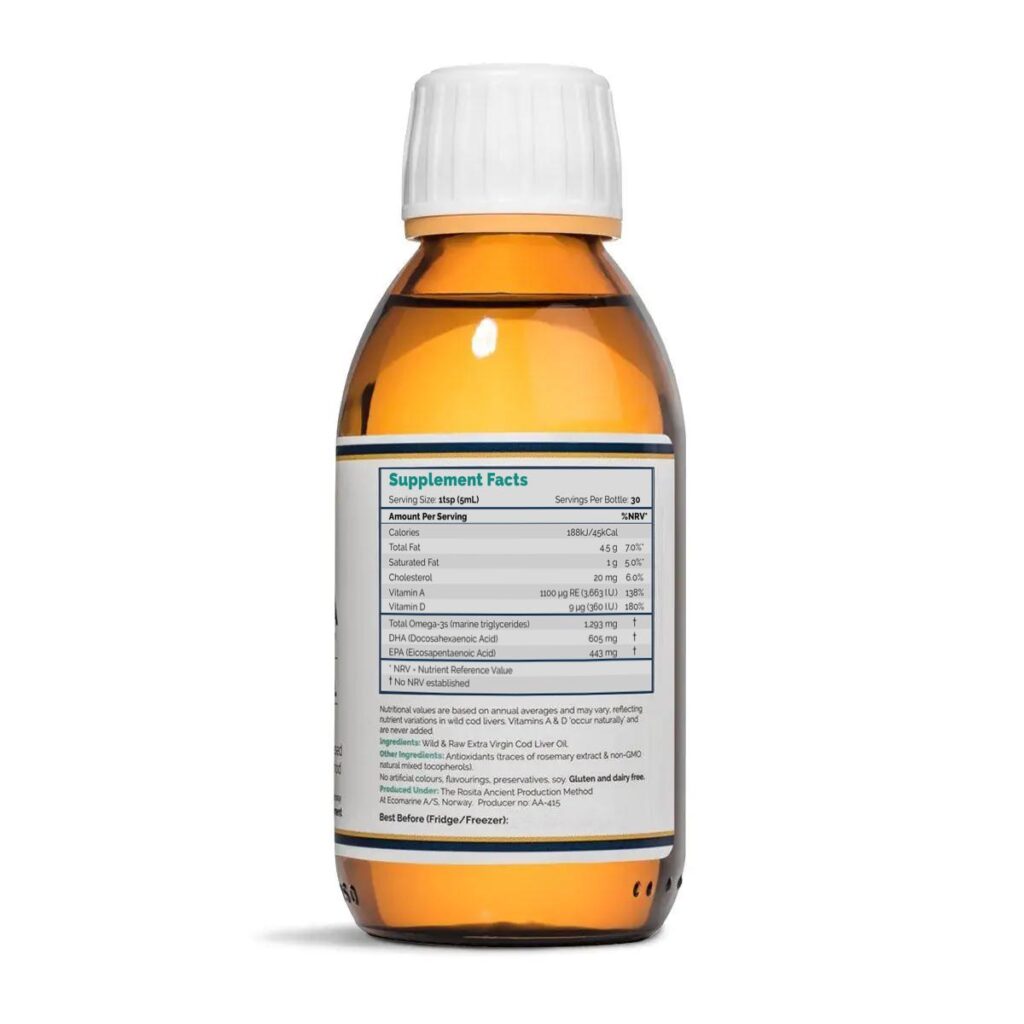 Supplement Facts
Serving Size: 1tsp (5mL) Servings Per Bottle: 30
Amount Per Serving %NRV*
Calories 188kJ/45kCal
Total Fat 4.5 g 7.0%*
Saturated Fat 1 g 5.0%*
Cholesterol 20 mg 6.0%
Vitamin A 1100 µg RE (3,663 I.U.) 138%
Vitamin D 9 µg (360 I.U.) 180%
Total Omega-3s (marine triglycerides) 1,293 mg †
DHA (Docosahexaenoic Acid) 605 mg †
EPA (Eicosapentaenoic Acid) 443 mg †
* NRV = Nutrient Reference Value
† No NRV established
Nutritional values are based on annual averages and may vary, reflecting
nutrient variations in wild cod livers. Vitamins A & D 'occur naturally' and
are never added.
Ingredients: Wild & Raw Extra Virgin Cod Liver Oil.
Other Ingredients: Antioxidants (traces of rosemary extract & non-GMO
natural mixed tocopherols).
No artificial colours, flavourings, preservatives, soy. Gluten and dairy free.
Produced Under: The Rosita Ancient Production Method
At Ecomarine A/S, Norway. Producer no: AA-415
Best Before (Fridge/Freezer):